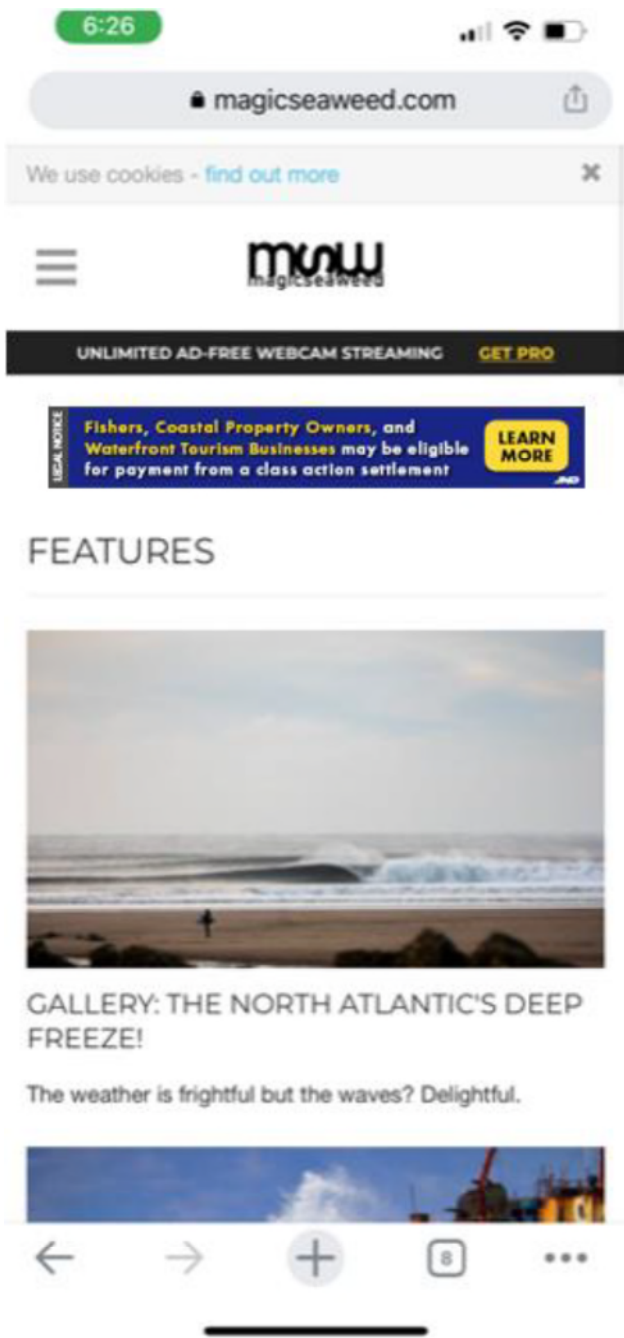 6:26
magicseaweed.com
We use cookies - find out more
msw
magicseaweed
UNLIMITED AD-FREE WEBCAM STREAMING GET PRO
LEGAL NOTICE
Fishers, Coastal Property Owners, and
Waterfront Tourism Businesses may be eligible
for payment from a class action settlement
LEARN
MORE
JND
FEATURES
GALLERY: THE NORTH ATLANTIC'S DEEP
FREEZE!
The weather is frightful but the waves? Delightful.
8